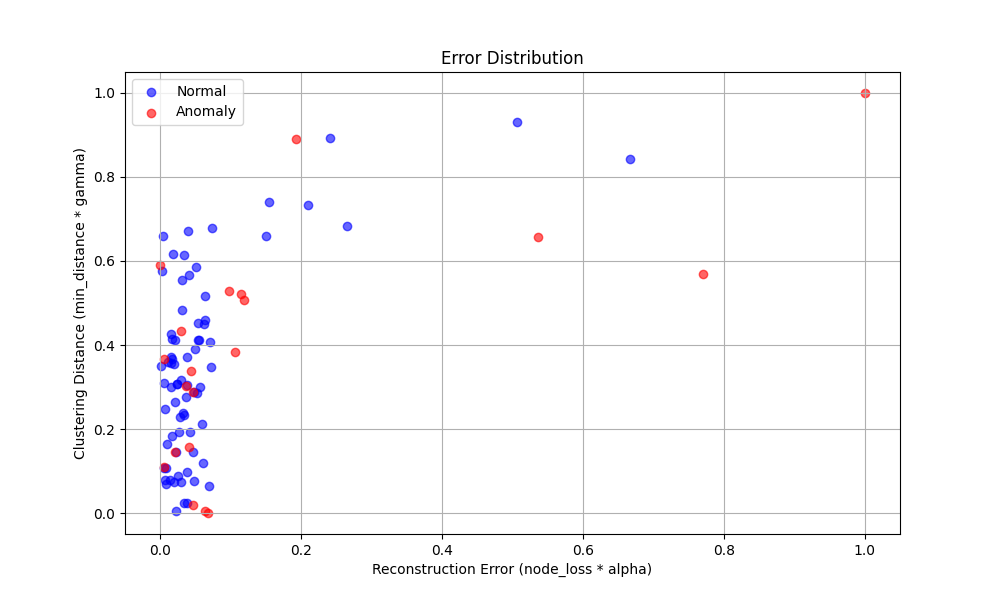 Error Distribution
Normal
Anomaly
1.0
0.8
0.6
0.4
0.2
0.0
Clustering Distance (min_distance * gamma)
0.0 0.2 0.4 0.6 0.8 1.0
Reconstruction Error (node_loss * alpha)